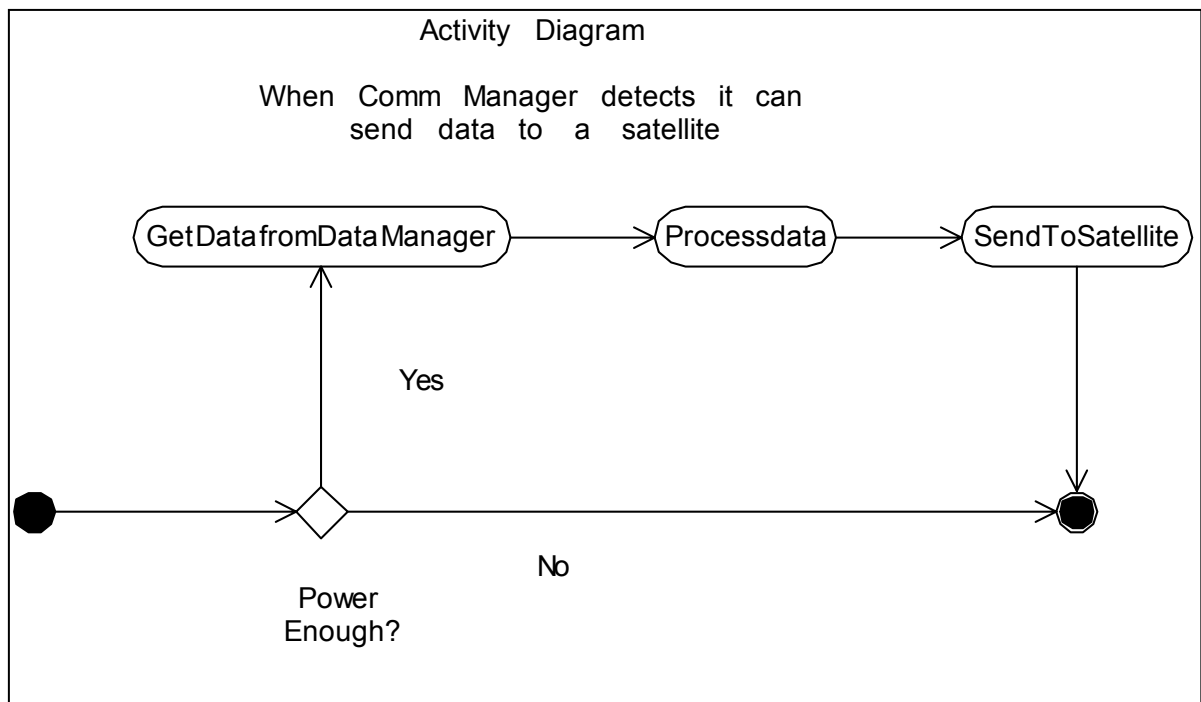 Activity Diagram
When Comm Manager detects it can
send data to a satellite
GetDatafromDataManager
Processdata
SendToSatellite
Yes
No
Power
Enough?